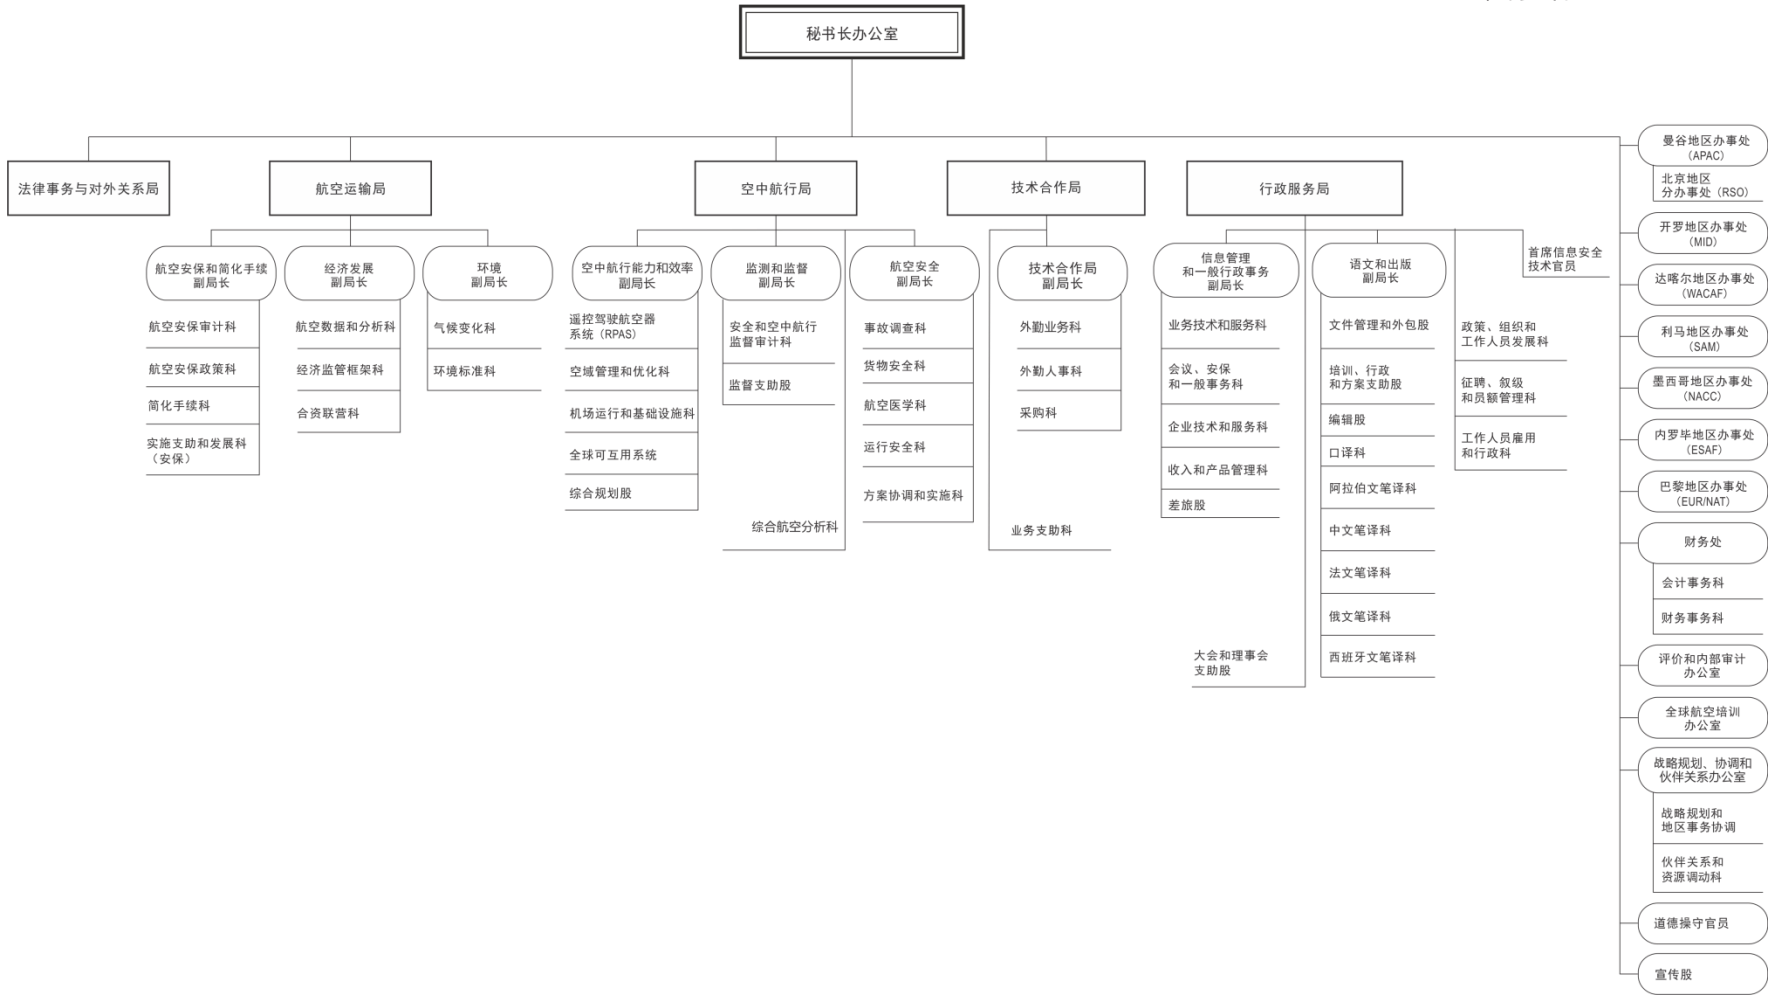 秘书长办公室
法律事务与对外关系局
航空运输局
空中航行局
技术合作局
行政服务局
航空安保和简化手续
副局长
航空安保审计科
航空安保政策科
简化手续科
实施支助和发展科
（安保）
经济发展
副局长
航空数据和分析科
经济监管框架科
合资联营科
环境
副局长
气候变化科
环境标准科
空中航行能力和效率
副局长
遥控驾驶航空器
系统（RPAS）
空域管理和优化科
机场运行和基础设施科
全球可互用系统
综合规划股
监测和监督
副局长
安全和空中航行
监督审计科
监督支助股
综合航空分析科
航空安全
副局长
事故调查科
货物安全科
航空医学科
运行安全科
方案协调和实施科
技术合作局
副局长
外勤业务科
外勤人事科
采购科
业务支助科
信息管理
和一般行政事务
副局长
业务技术和服务科
会议、安保
和一般事务科
企业技术和服务科
收入和产品管理科
差旅股
大会和理事会
支助股
语文和出版
副局长
文件管理和外包股
培训、行政
和方案支助股
编辑股
口译科
阿拉伯文笔译科
中文笔译科
法文笔译科
俄文笔译科
西班牙文笔译科
政策、组织和
工作人员发展科
征聘、叙级
和员额管理科
工作人员雇用
和行政科
首席信息安全
技术官员
曼谷地区办事处
（APAC）
北京地区
分办事处（RSO）
开罗地区办事处
（MID）
达喀尔地区办事处
（WACAF）
利马地区办事处
（SAM）
墨西哥地区办事处
（NACC）
内罗毕地区办事处
（ESAF）
巴黎地区办事处
（EUR/NAT）
财务处
会计事务科
财务事务科
评价和内部审计
办公室
全球航空培训
办公室
战略规划、协调和
伙伴关系办公室
战略规划和
地区事务协调
伙伴关系和
资源调动科
道德操守官员
宣传股